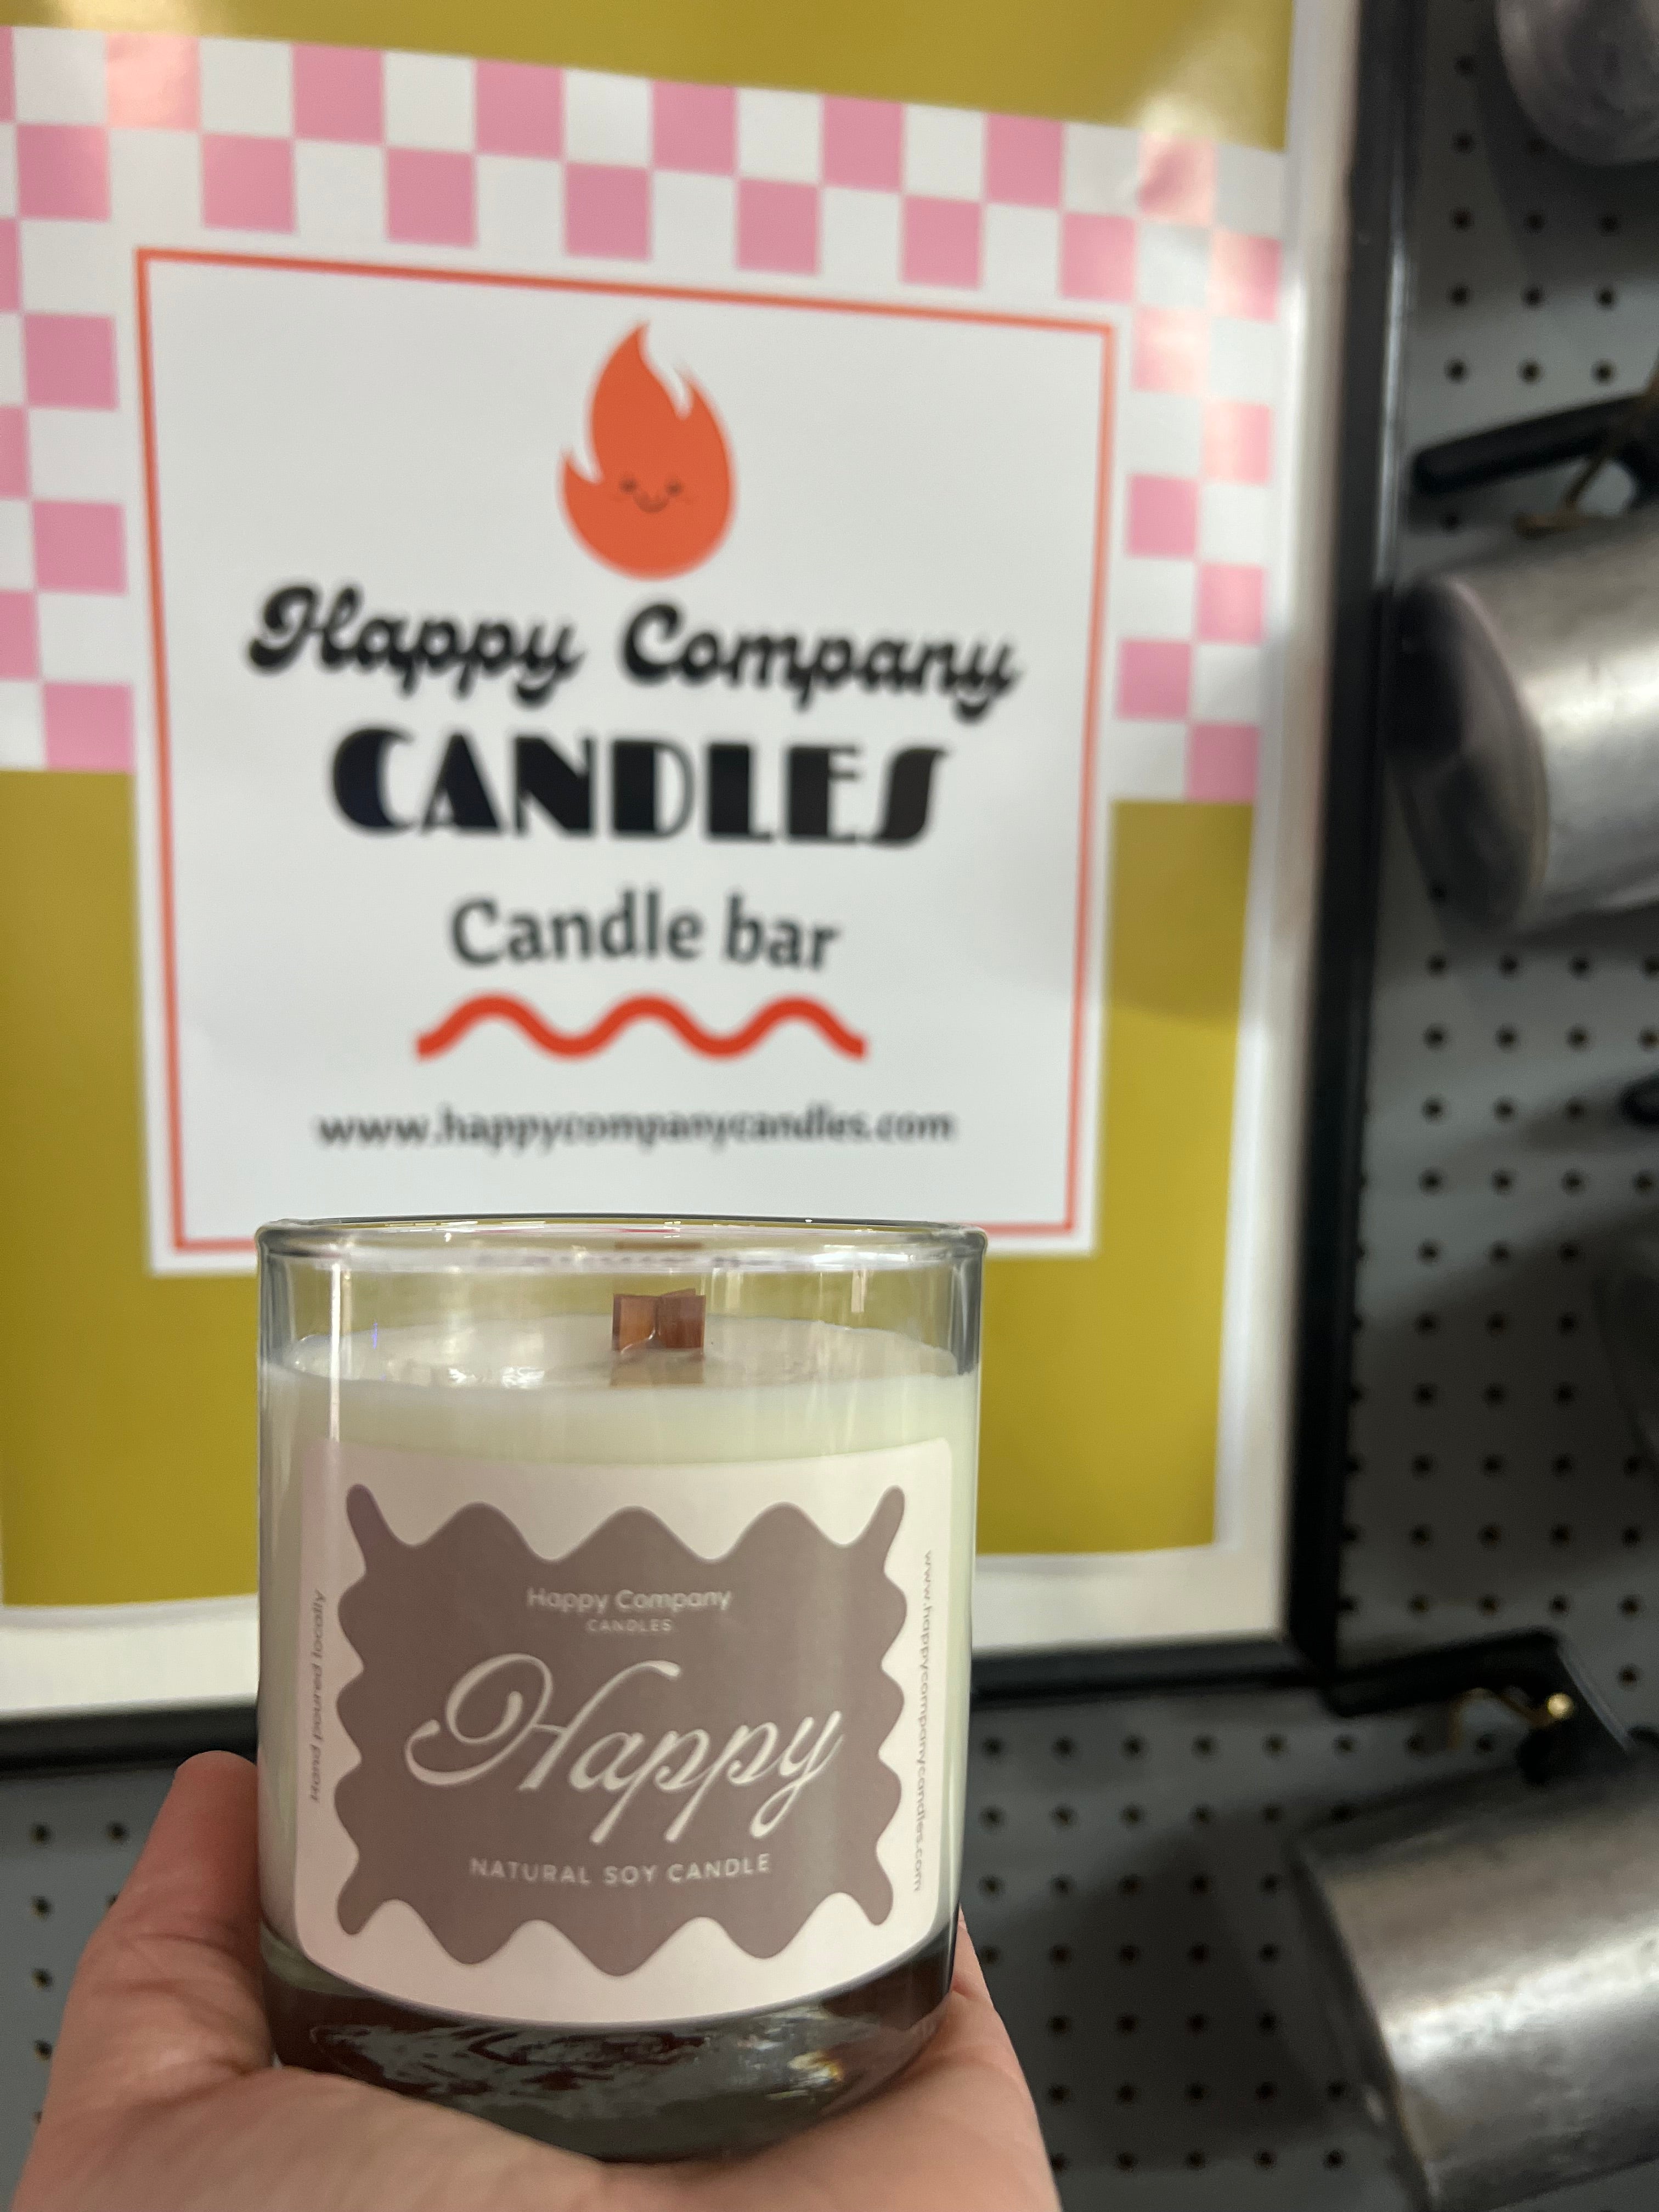 Happy Company
CANDLES
Candle bar
www.happycompanycandles.com
Happy Company
CANDLES
Happy
NATURAL SOY CANDLE
Hand poured locally
www.happycompanycandles.com